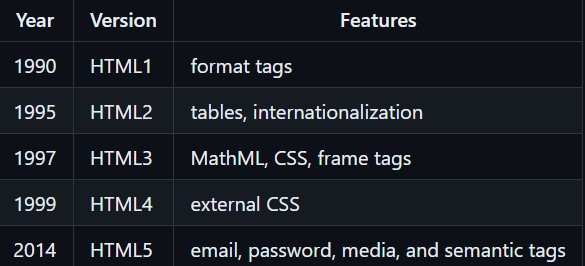 Year Version Features
1990 HTML1 format tags
1995 HTML2 tables, internationalization
1997 HTML3 MathML, CSS, frame tags
1999 HTML4 external CSS
2014 HTML5 email, password, media, and semantic tags